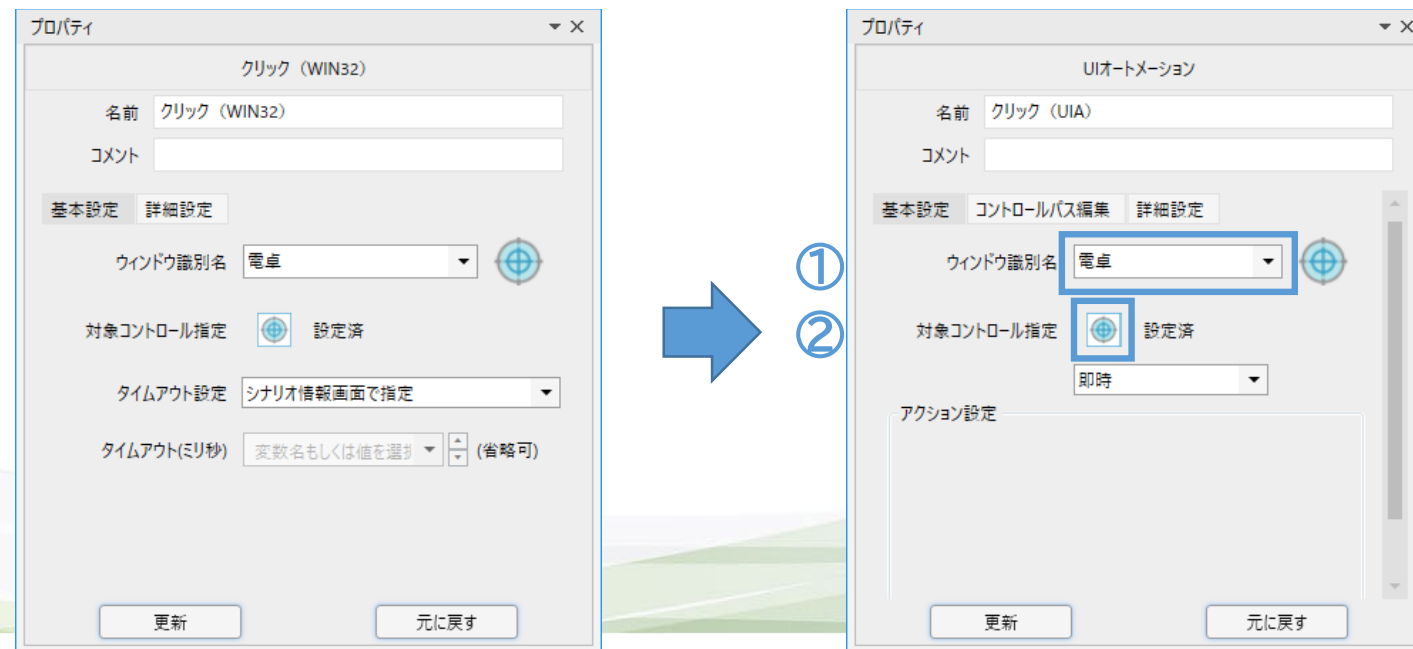 プロパティ
クリック（WIN32）
名前 クリック（WIN32）
コメント
基本設定 詳細設定
ウィンドウ識別名 電卓
対象コントロール指定 設定済
タイムアウト設定 シナリオ情報画面で指定
タイムアウト(ミリ秒) 変数名もしくは値を選択 (省略可)
更新 元に戻す
①
②
プロパティ
UIオートメーション
名前 クリック（UIA）
コメント
基本設定 コントロールパス編集 詳細設定
ウィンドウ識別名 電卓
対象コントロール指定 設定済
即時
アクション設定
更新 元に戻す